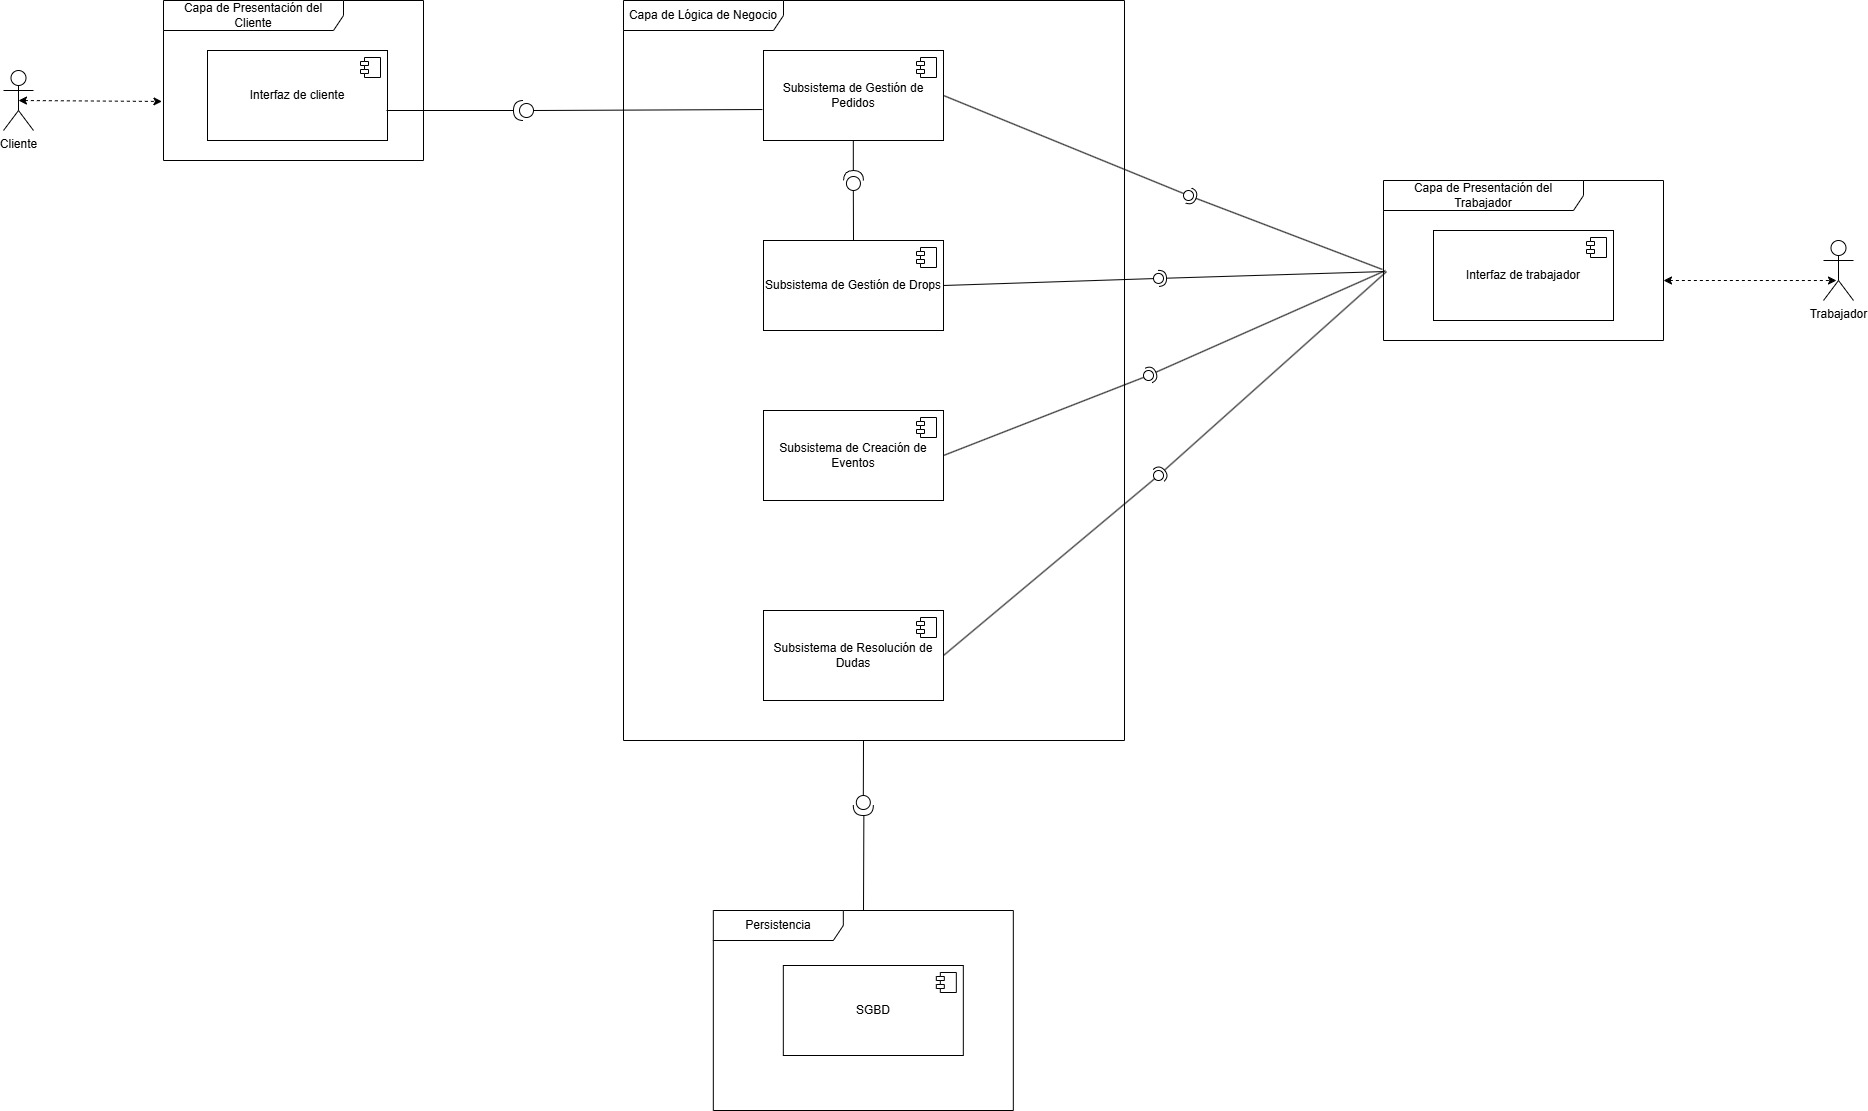 Capa de Presentación del
Cliente
Interfaz de cliente
Cliente
Capa de Lógica de Negocio
Subsistema de Gestión de
Pedidos
Subsistema de Gestión de Drops
Subsistema de Creación de
Eventos
Subsistema de Resolución de
Dudas
Capa de Presentación del
Trabajador
Interfaz de trabajador
Trabajador
Persistencia
SGBD